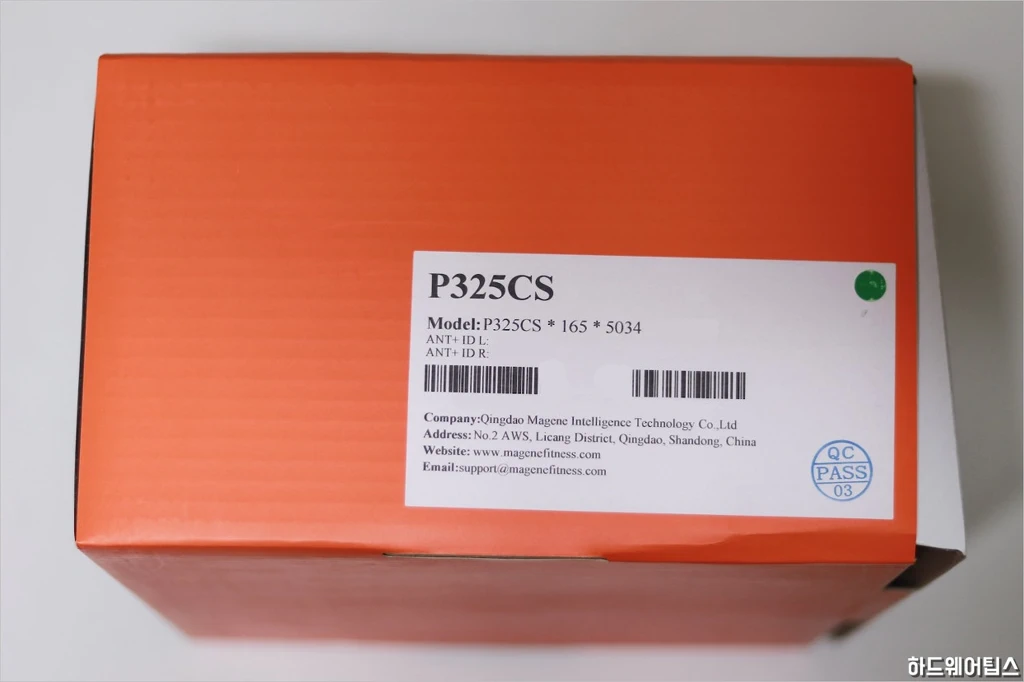 P325CS
Model:P325CS * 165 * 5034
ANT+ ID L:
ANT+ ID R:
Company:Qingdao Magene Intelligence Technology Co.,Ltd
Address: No.2 AWS, Licang District, Qingdao, Shandong, China
Website: www.magenefitness.com
Email:support@magenefitness.com
QC
PASS
03
하드웨어팁스